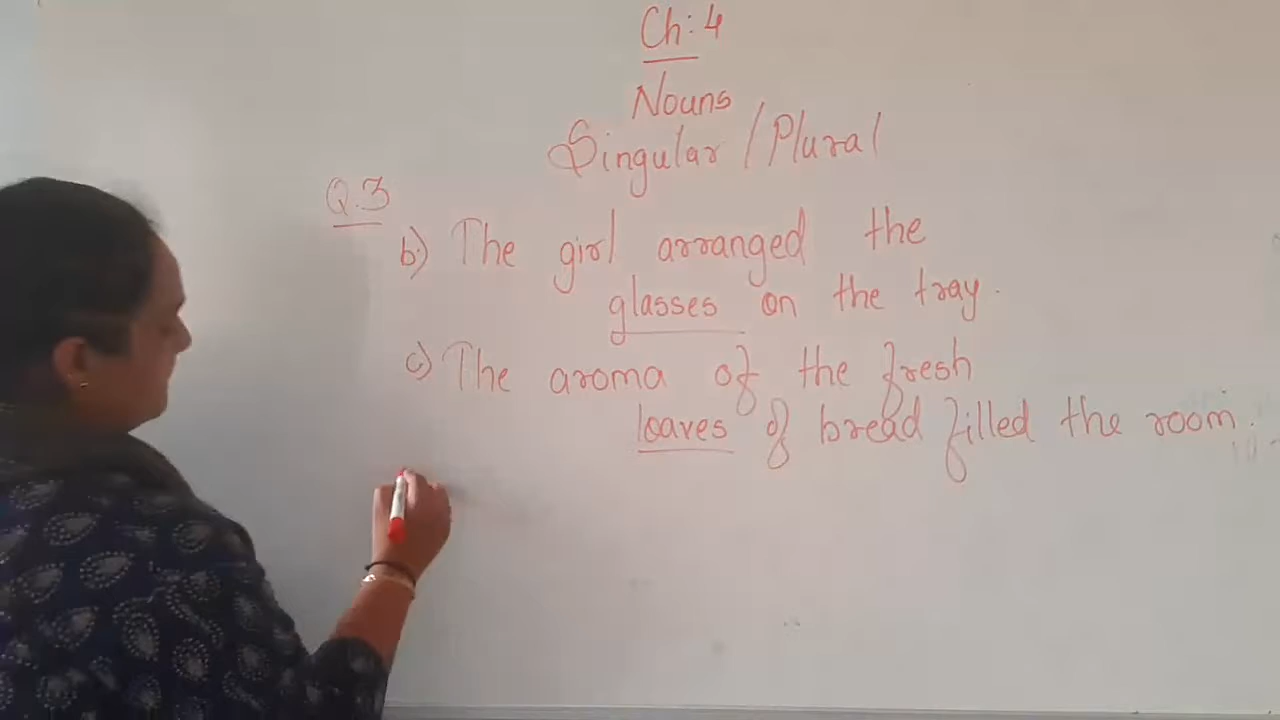 Ch: 4
Nouns
Singular / Plural
Q.3
b) The girl arranged the
glasses on the tray.
c) The aroma of the fresh
loaves of bread filled the room.